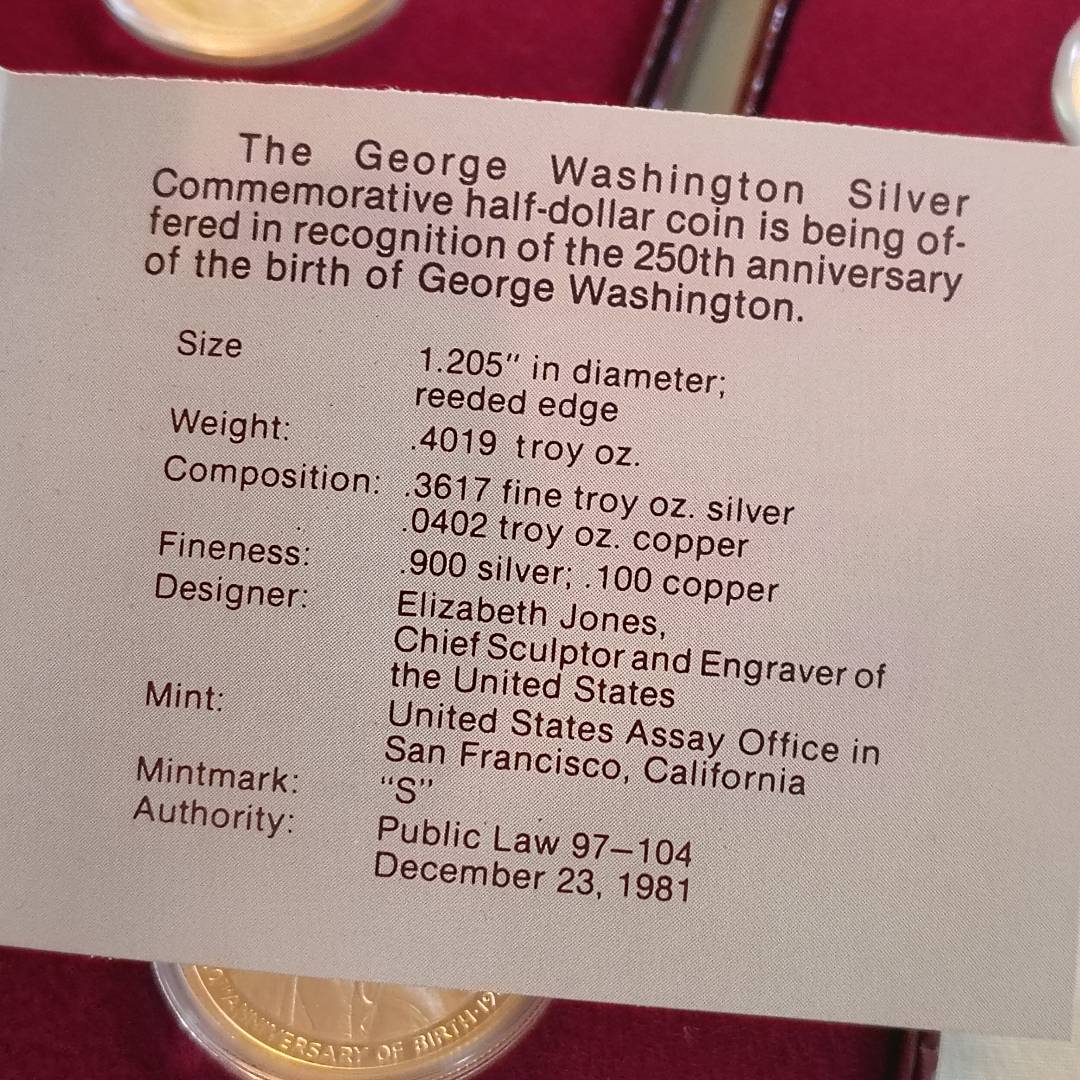 The George Washington Silver
Commemorative half-dollar coin is being of-
fered in recognition of the 250th anniversary
of the birth of George Washington.
Size 1.205" in diameter;
reeded edge
Weight: .4019 troy oz.
Composition: .3617 fine troy oz. silver
.0402 troy oz. copper
Fineness: .900 silver; .100 copper
Designer: Elizabeth Jones,
Chief Sculptor and Engraver of
the United States
Mint: United States Assay Office in
San Francisco, California
Mintmark: "S"
Authority: Public Law 97–104
December 23, 1981
ANNIVERSARY OF BIRTH